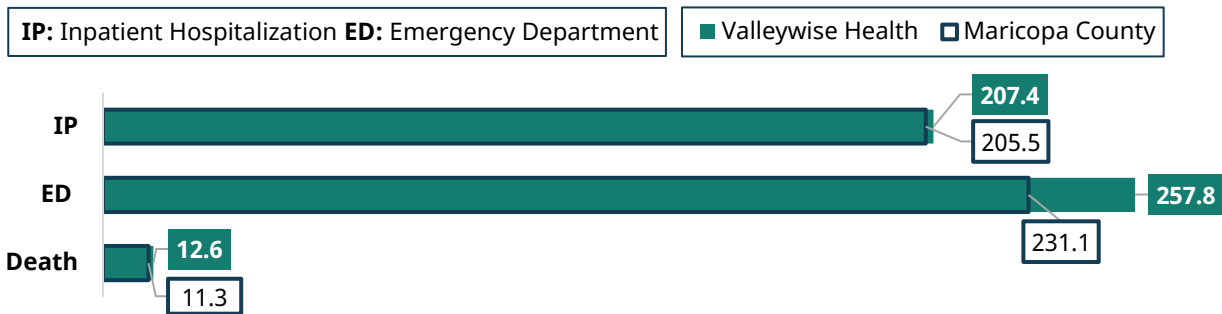 IP: Inpatient Hospitalization ED: Emergency Department
Valleywise Health Maricopa County
IP
207.4
205.5
ED
257.8
231.1
Death
12.6
11.3